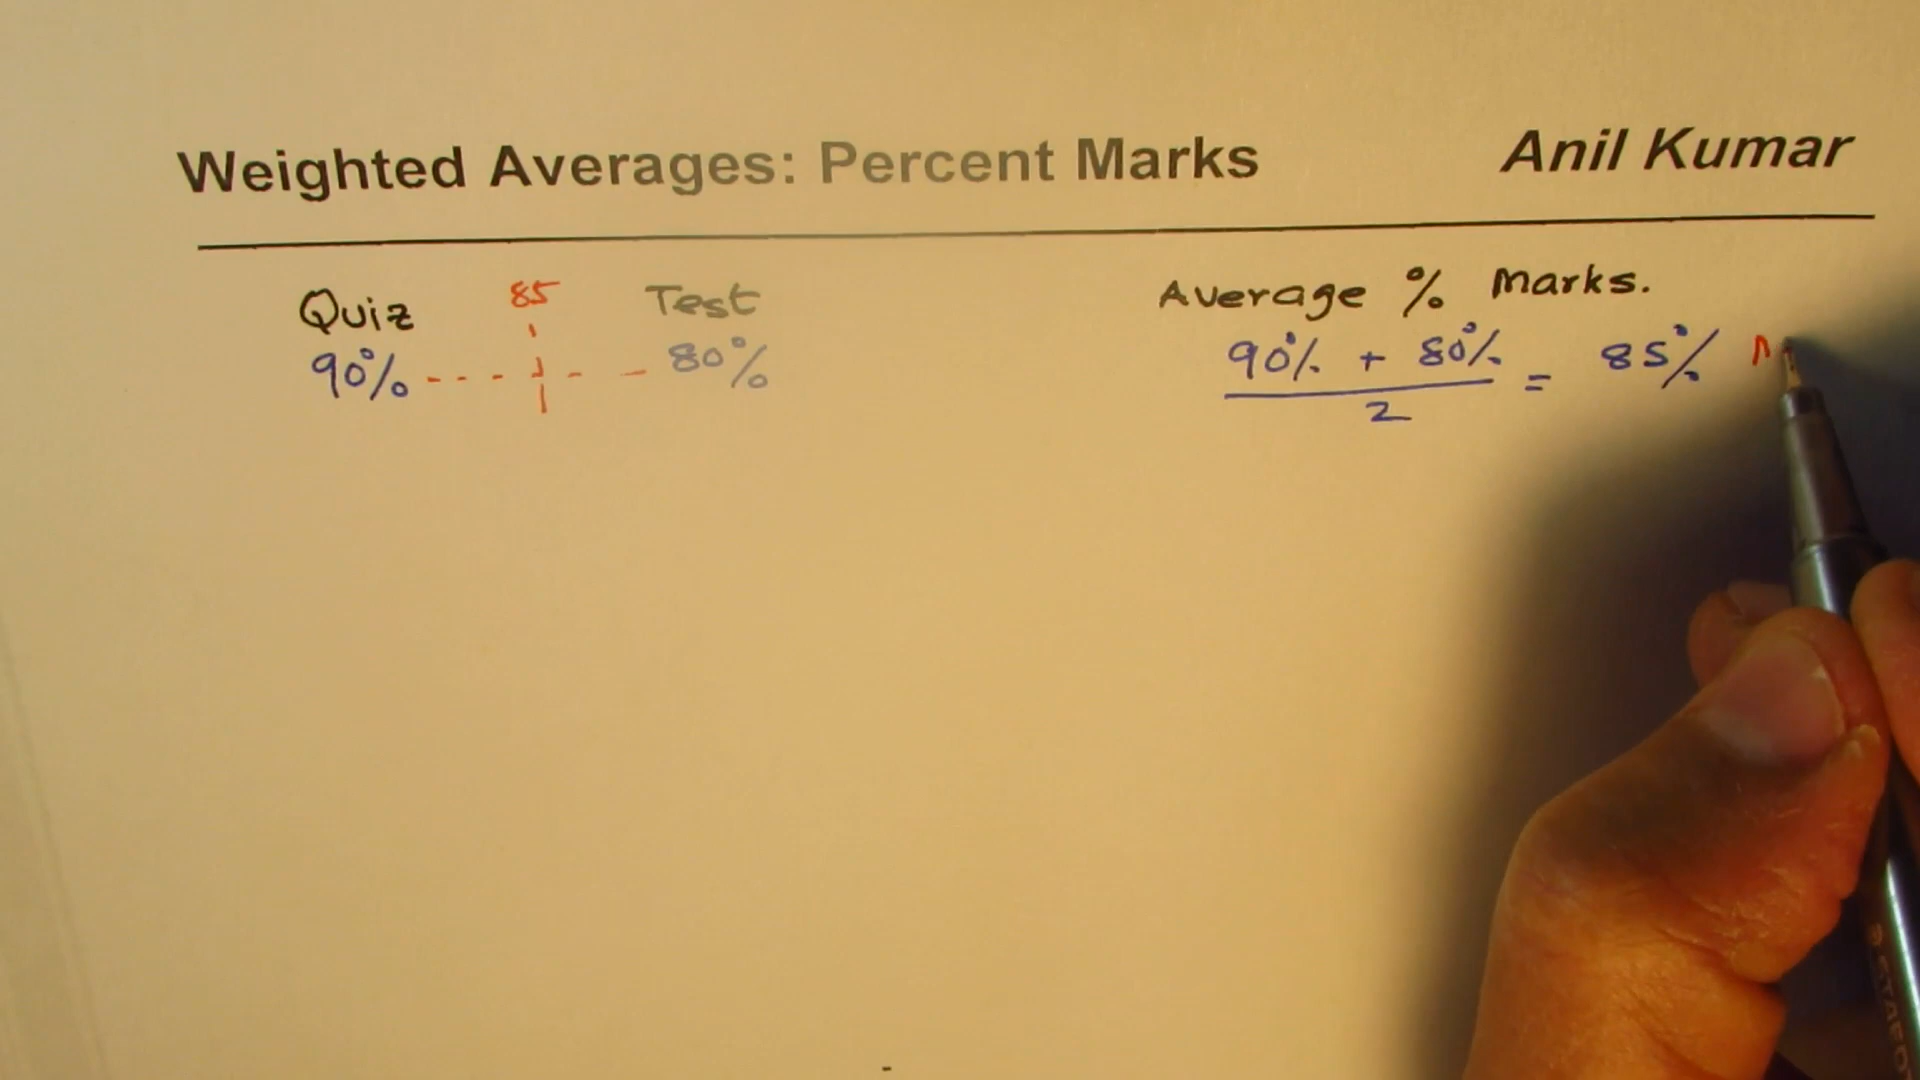 Weighted Averages: Percent Marks
Anil Kumar
Quiz 85 Test
90% --- - -- 80%
Average % Marks.
90% + 80%
2
= 85%